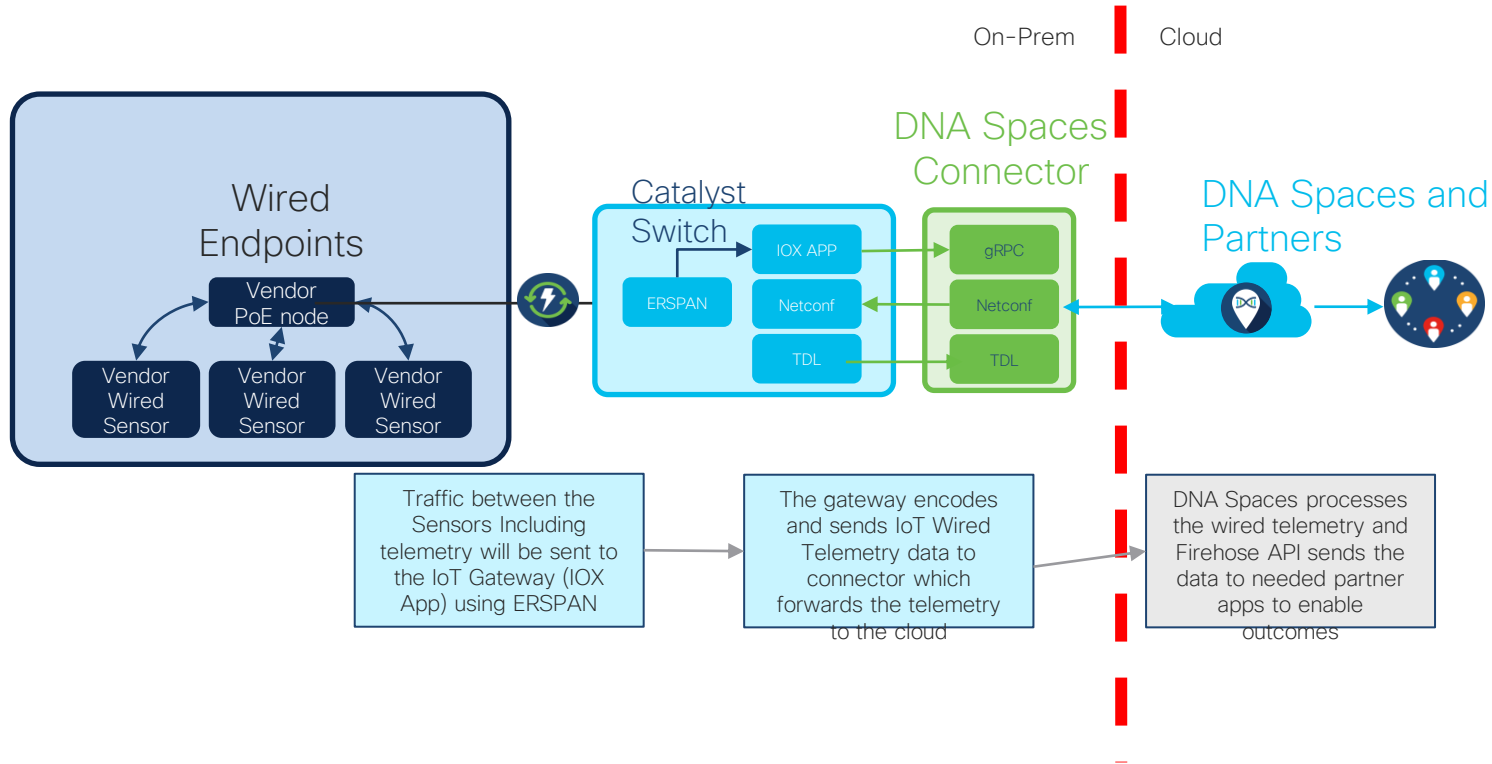 On-Prem
Cloud
DNA Spaces
Connector
Wired
Endpoints
Catalyst
Switch
DNA Spaces and
Partners
Vendor
PoE node
Vendor
Wired
Sensor
Vendor
Wired
Sensor
Vendor
Wired
Sensor
ERSPAN
IOX APP
Netconf
TDL
gRPC
Netconf
TDL
Traffic between the
Sensors Including
telemetry will be sent to
the IoT Gateway (IOX
App) using ERSPAN
The gateway encodes
and sends IoT Wired
Telemetry data to
connector which
forwards the telemetry
to the cloud
DNA Spaces processes
the wired telemetry and
Firehose API sends the
data to needed partner
apps to enable
outcomes